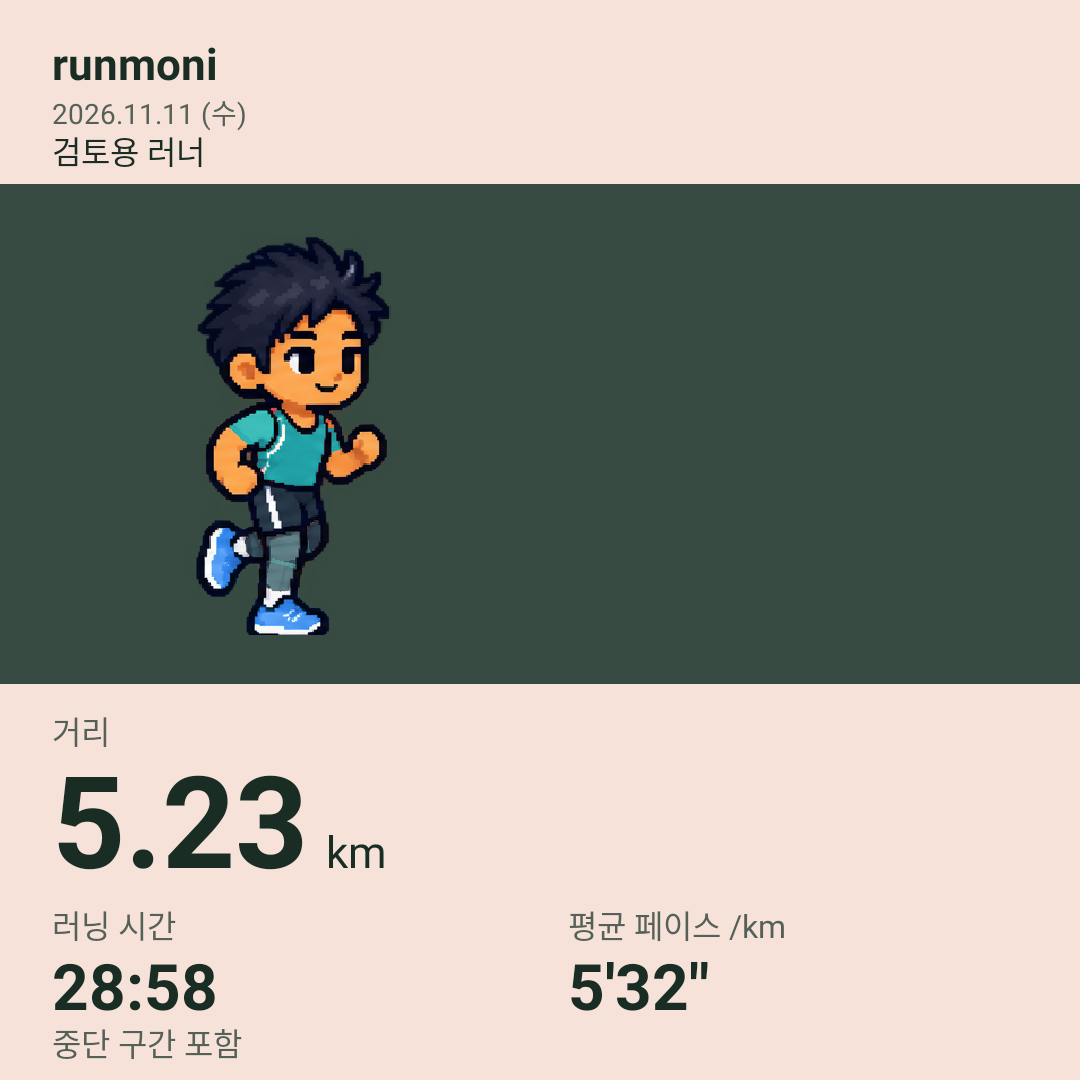 runmoni
2026.11.11 (수)
검토용 러너
거리
5.23 km
러닝 시간
평균 페이스 /km
28:58
5'32"
중단 구간 포함